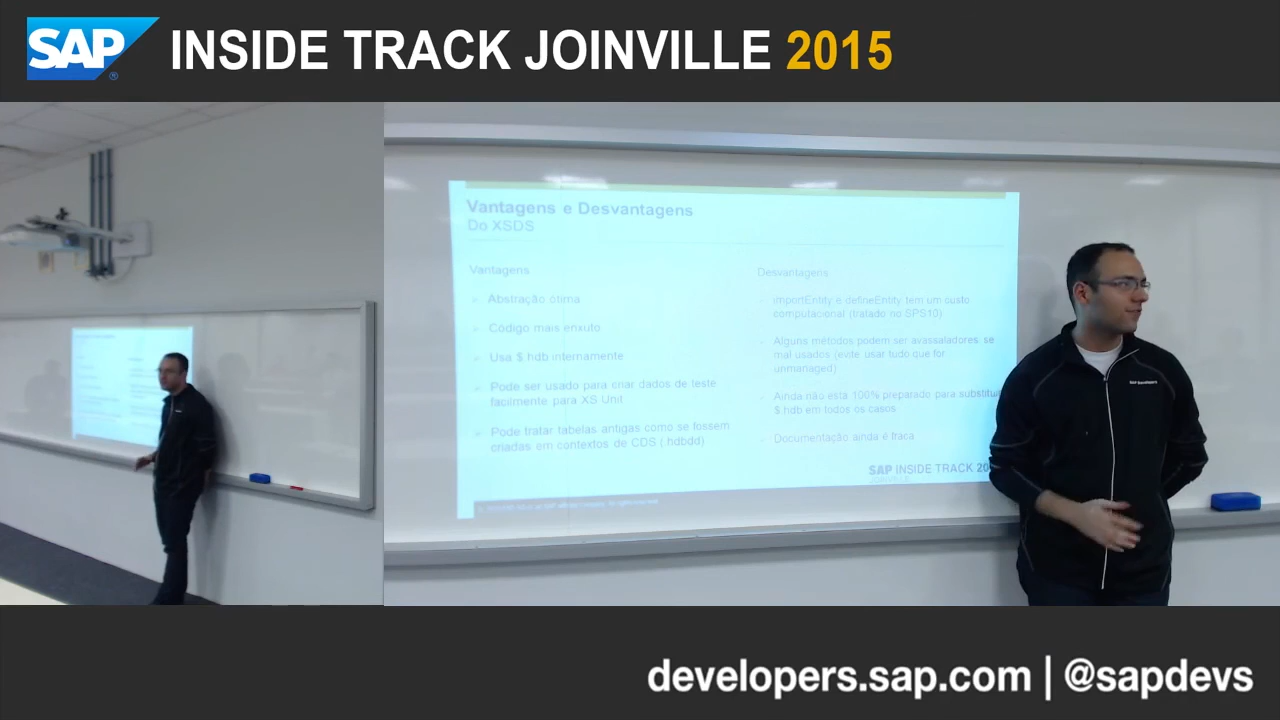 SAP
INSIDE TRACK JOINVILLE 2015
Vantagens e Desvantagens
Do XSDS
Vantagens
Abstração ótima
Código mais enxuto
Usa $ hdb internamente
Pode ser usado para criar dados de teste
facilmente para XS Unit
Pode tratar tabelas antigas como se fossem
criadas em contextos de CDS (.hdbdd)
Desvantagens
importEntity e defineEntity tem um custo
computacional (tratado no SPS10)
Alguns métodos podem ser avassaladores se
mal usados (evite usar tudo que for
unmanaged)
Ainda não esta 100% preparado para substitui
$ hdb em todos os casos
Documentação ainda é fraca
SAP INSIDE TRACK 20
developers.sap.com | @sapdevs